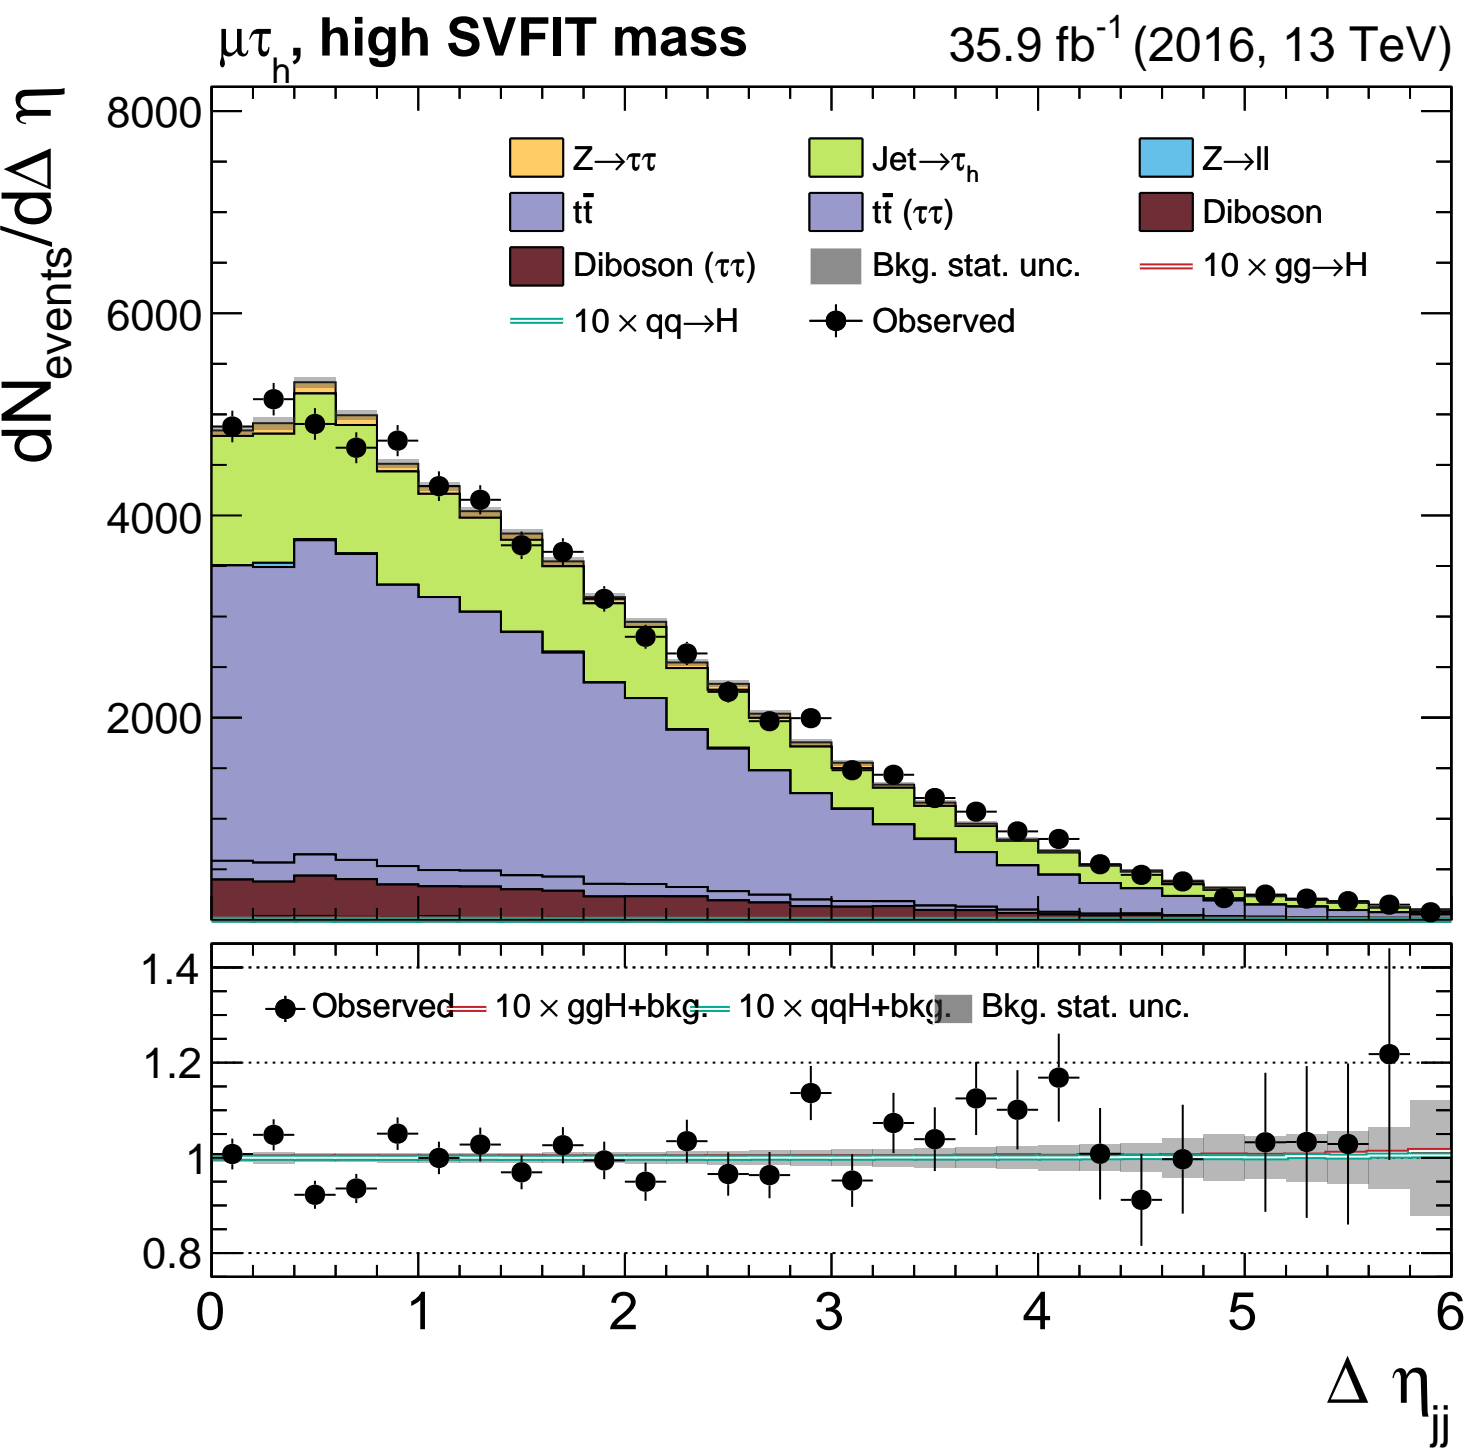 μτh, high SVFIT mass 35.9 fb-1 (2016, 13 TeV)
dNevents/dΔ η
8000
6000
4000
2000
Z→ττ Jet→τh Z→ll
tt̄ tt̄ (ττ) Diboson
Diboson (ττ) Bkg. stat. unc. 10 × gg→H
10 × qq→H Observed
1.4
1.2
1
0.8
Observed 10 × ggH+bkg. 10 × qqH+bkg. Bkg. stat. unc.
0 1 2 3 4 5 6
Δ ηjj